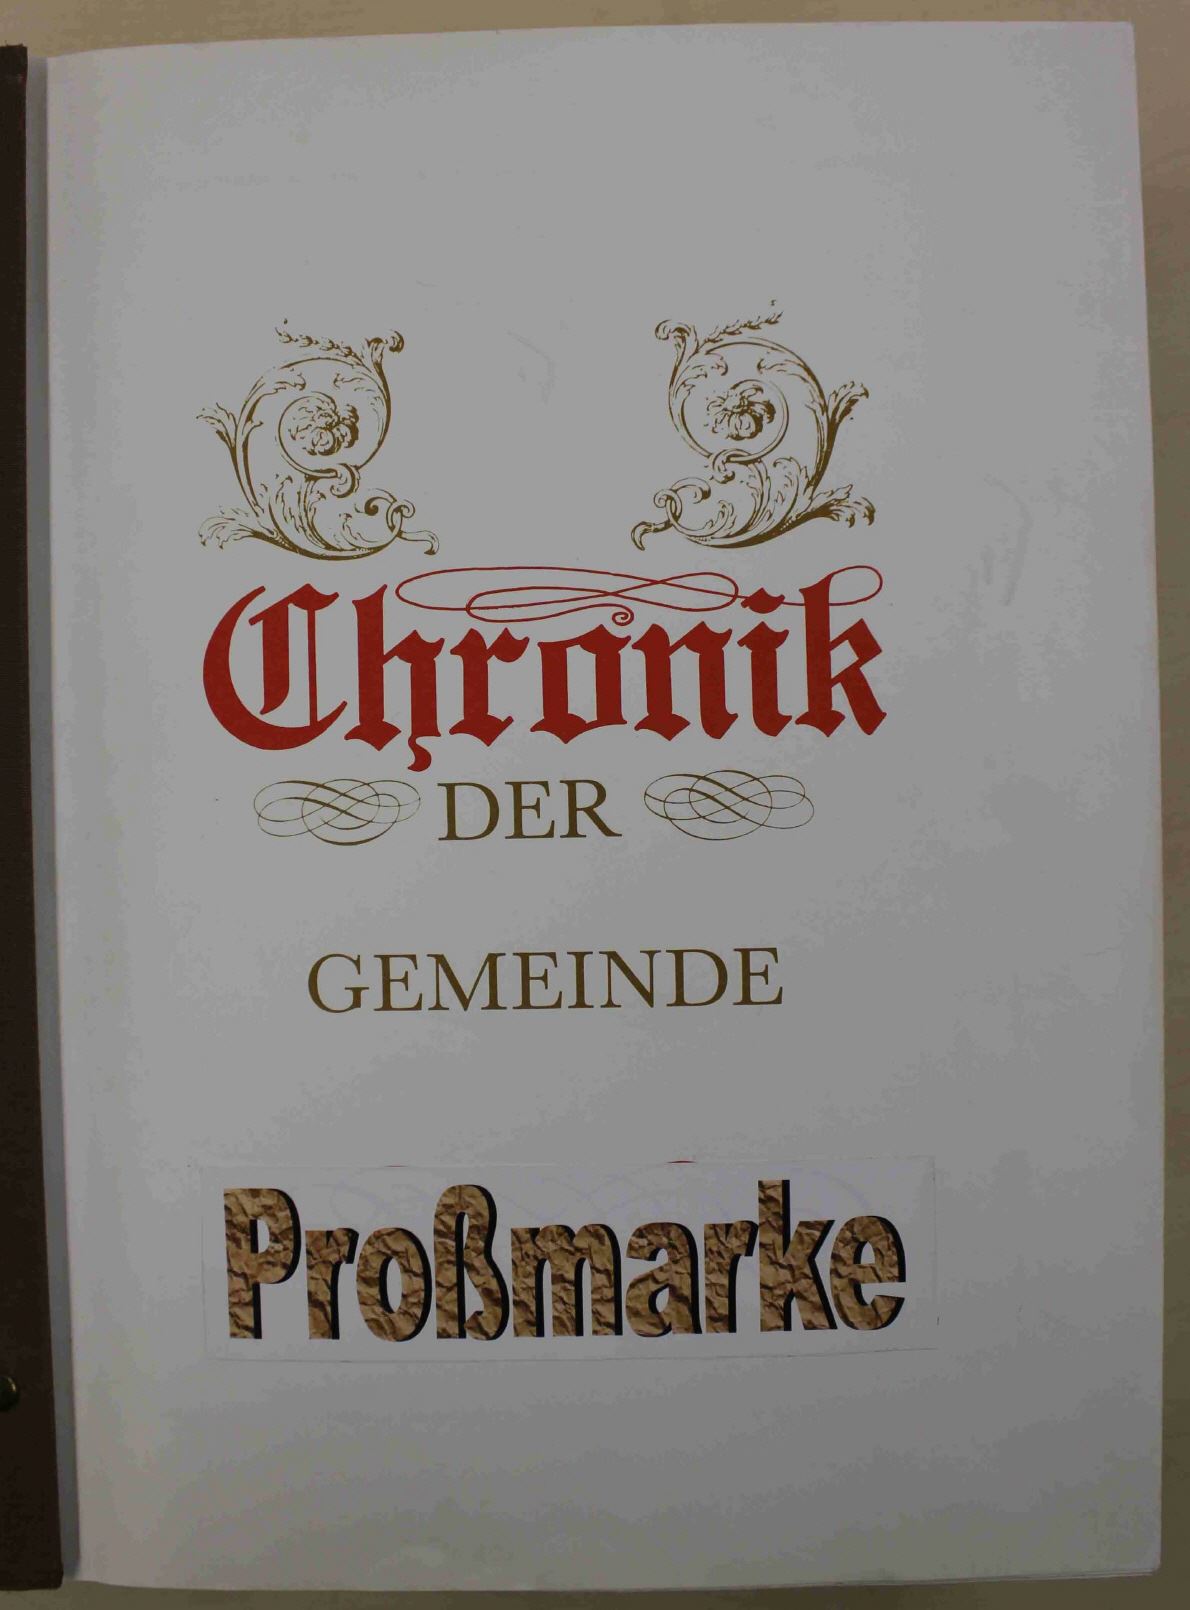 Chronik
DER
GEMEINDE
Proßmarke